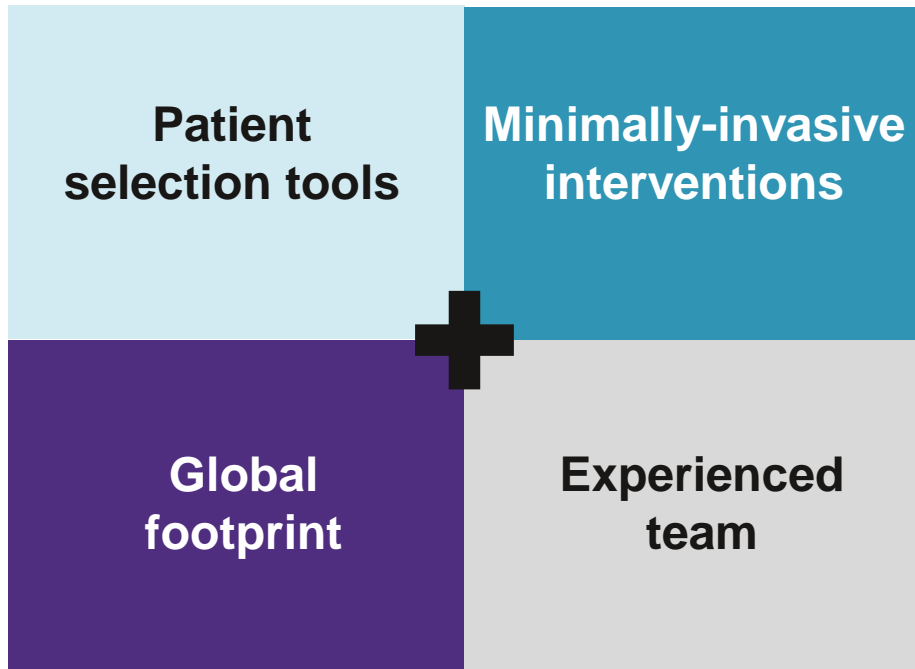 Patient
selection tools
Minimally-invasive
interventions
Global
footprint
Experienced
team